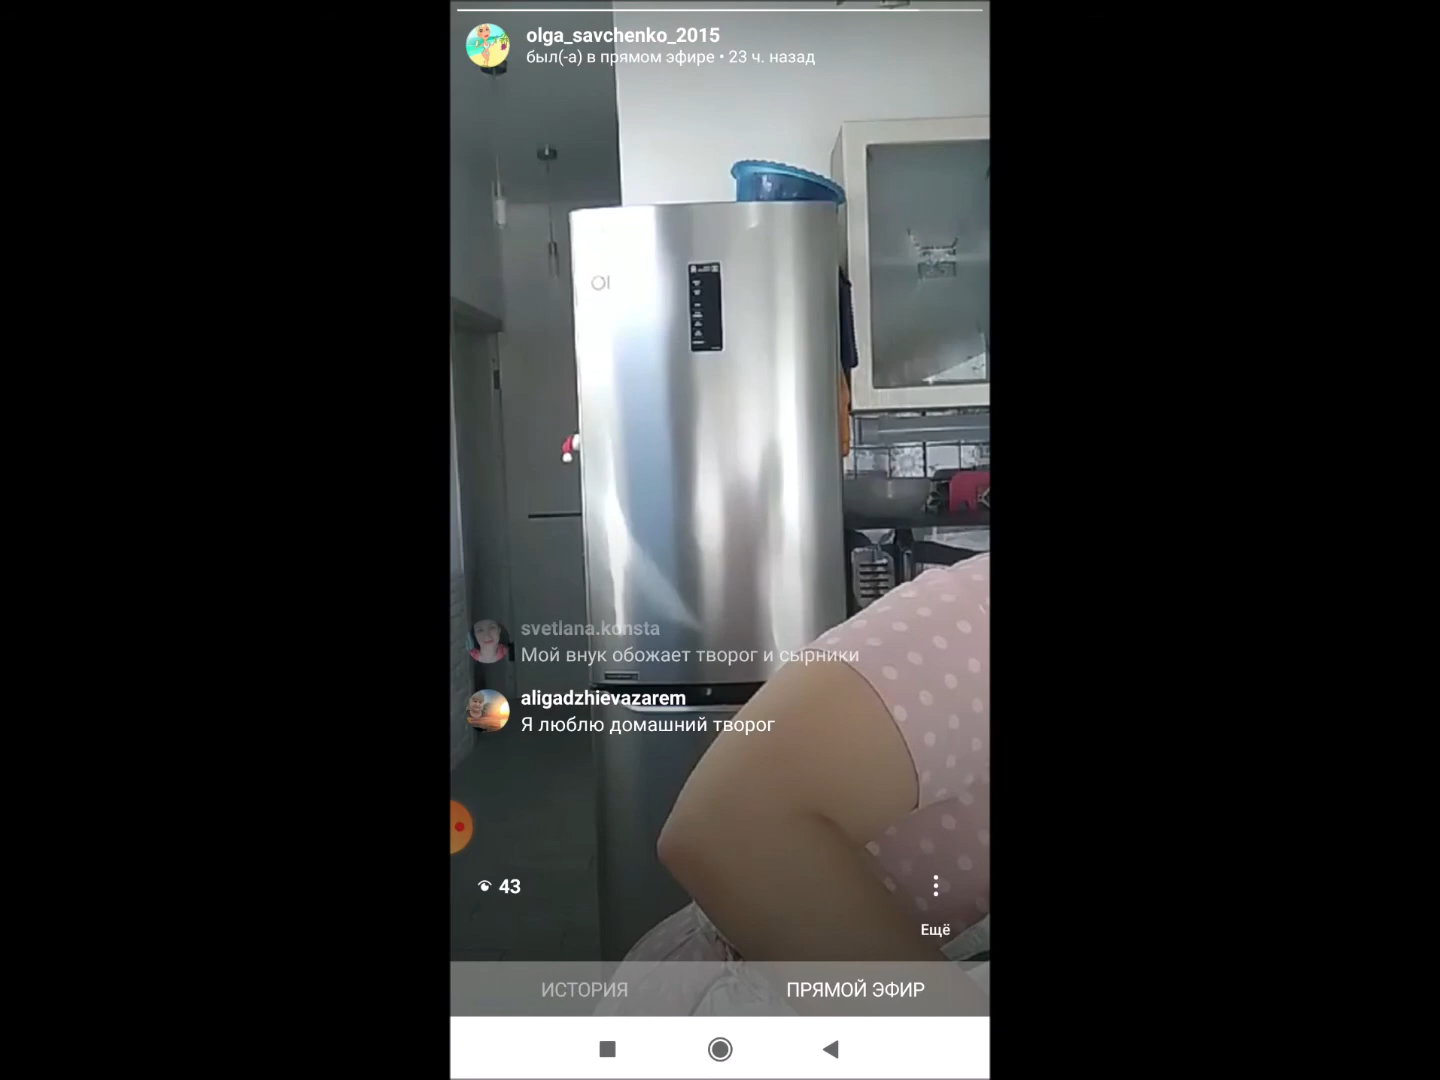 olga_savchenko_2015
был(-а) в прямом эфире • 23 ч. назад
svetlana.konsta
Мой внук обожает творог и сырники
aligadzhievazarem
Я люблю домашний творог
43
Ещё
ИСТОРИЯ
ПРЯМОЙ ЭФИР